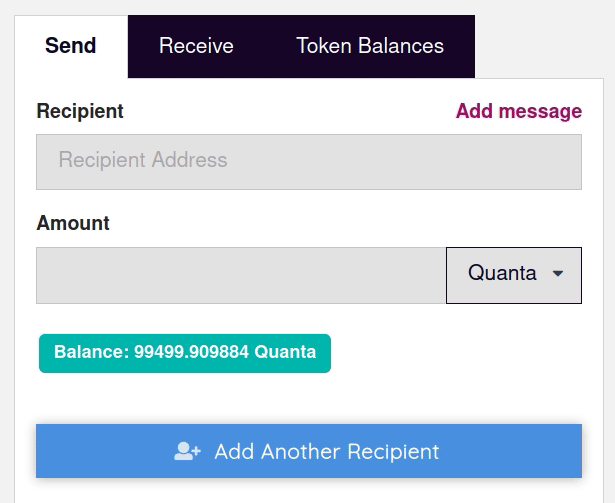 Send Receive Token Balances
Recipient Add message
Recipient Address
Amount
Quanta
Balance: 99499.909884 Quanta
Add Another Recipient